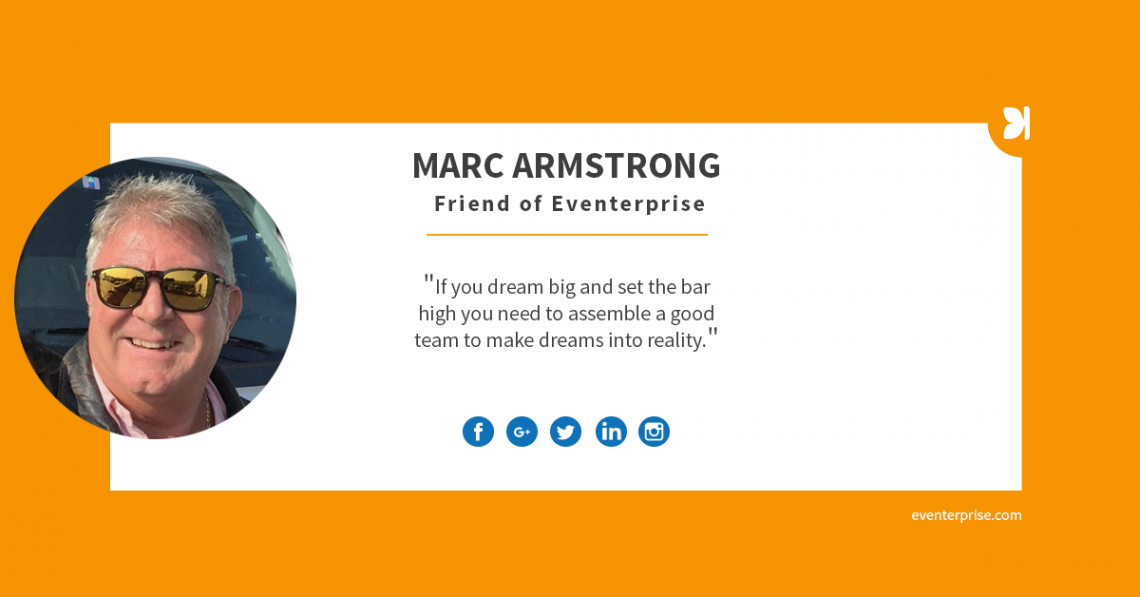 MARC ARMSTRONG
Friend of Eventerprise
"If you dream big and set the bar
high you need to assemble a good
team to make dreams into reality."
f G+ in
eventerprise.com